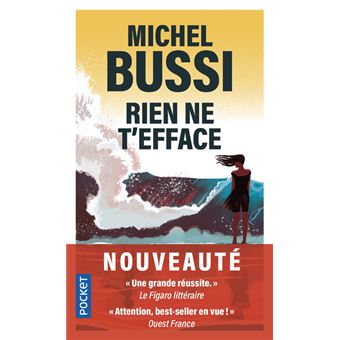 MICHEL
BUSSI
RIEN NE
T'EFFACE
NOUVEAUTÉ
« Une grande réussite. »
Le Figaro littéraire
« Attention, best-seller en vue ! »
Ouest France
POCKET